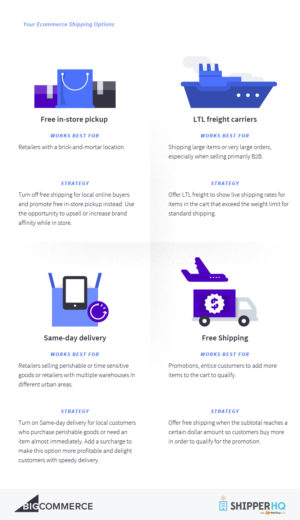 Your Ecommerce Shipping Options
Free in-store pickup
WORKS BEST FOR
Retailers with a brick-and-mortar location.
STRATEGY
Turn off free shipping for local online buyers
and promote free in-store pickup instead. Use
the opportunity to upsell or increase brand
affinity while in store.
LTL freight carriers
WORKS BEST FOR
Shipping large items or very large orders,
especially when selling primarily B2B.
STRATEGY
Offer LTL freight to show live shipping rates for
items in the cart that exceed the weight limit for
standard shipping.
Same-day delivery
WORKS BEST FOR
Retailers selling perishable or time sensitive
goods or retailers with multiple warehouses in
different urban areas.
STRATEGY
Turn on Same-day delivery for local customers
who purchase perishable goods or need an
item almost immediately. Add a surcharge to
make this option more profitable and delight
customers with speedy delivery.
Free Shipping
WORKS BEST FOR
Promotions, entice customers to add more
items to the cart to qualify.
STRATEGY
Offer free shipping when the subtotal reaches a
certain dollar amount so customers buy more
in order to qualify for the promotion.
BIGCOMMERCE
SHIPPERHQ